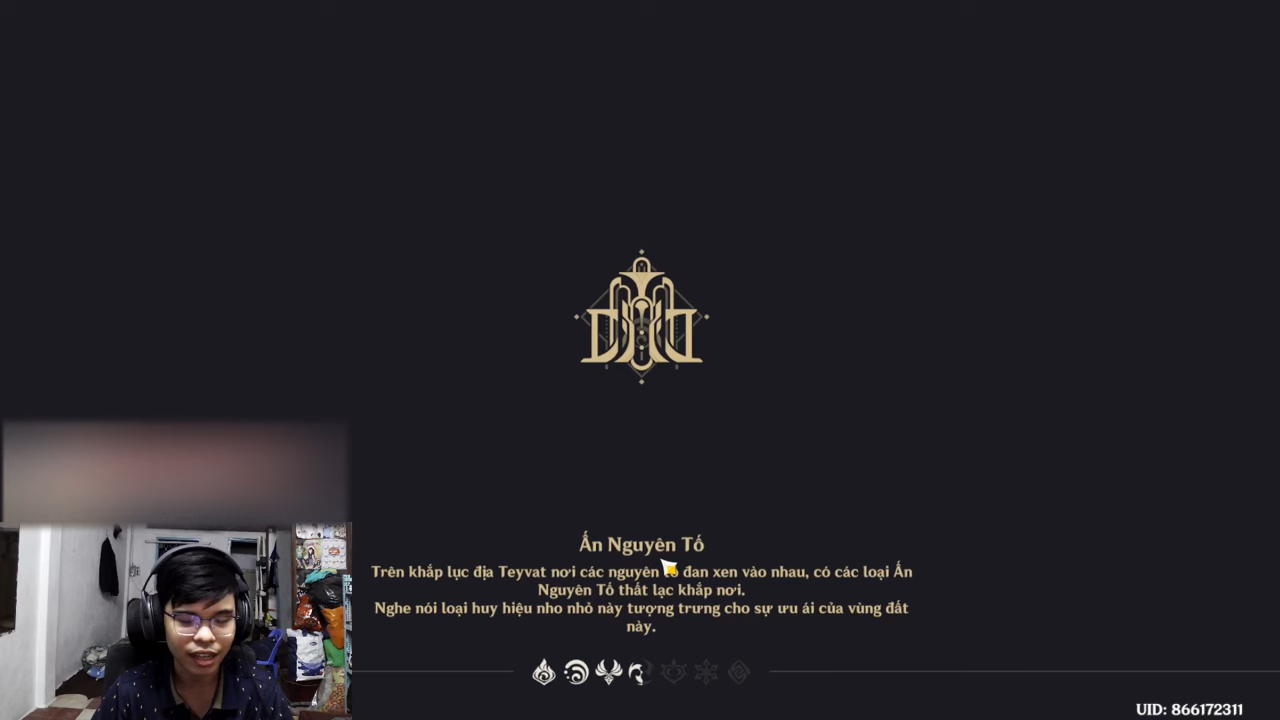 Ấn Nguyên Tố
Trên khắp lục địa Teyvat nơi các nguyên tố đan xen vào nhau, có các loại Ấn
Nguyên Tố thất lạc khắp nơi.
Nghe nói loại huy hiệu nho nhỏ này tượng trưng cho sự ưu ái của vùng đất
này.
UID: 866172311